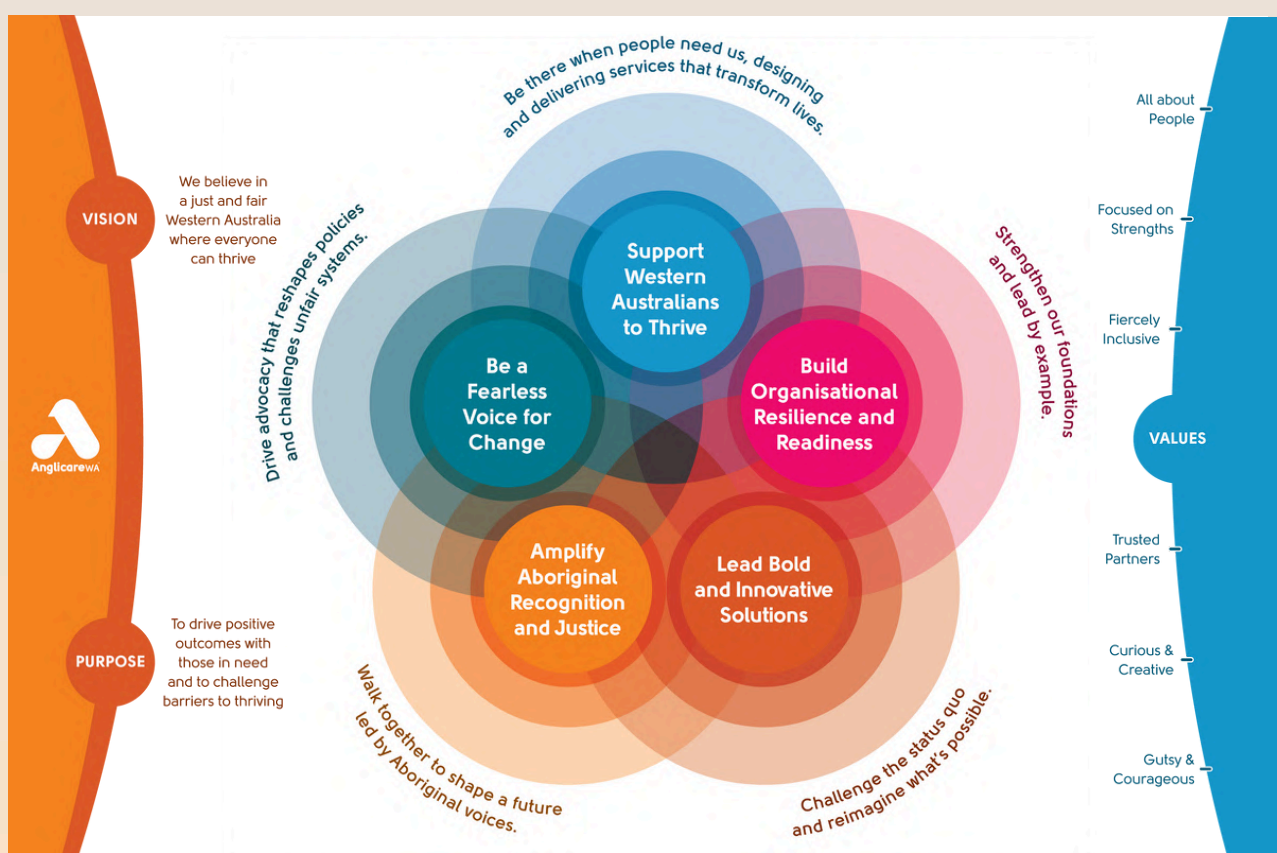 VISION
We believe in
a just and fair
Western Australia
where everyone
can thrive
AnglicareWA
PURPOSE
To drive positive
outcomes with
those in need
and to challenge
barriers to thriving
Be there when people need us, designing
and delivering services that transform lives.
Support
Western
Australians
to Thrive
Drive advocacy that reshapes policies
and challenges unfair systems.
Be a
Fearless
Voice for
Change
Strengthen our foundations
and lead by example.
Build
Organisational
Resilience and
Readiness
Amplify
Aboriginal
Recognition
and Justice
Walk together to shape a future
led by Aboriginal voices.
Lead Bold
and Innovative
Solutions
Challenge the status quo
and reimagine what's possible.
VALUES
All about
People
Focused on
Strengths
Fiercely
Inclusive
Trusted
Partners
Curious &
Creative
Gutsy &
Courageous